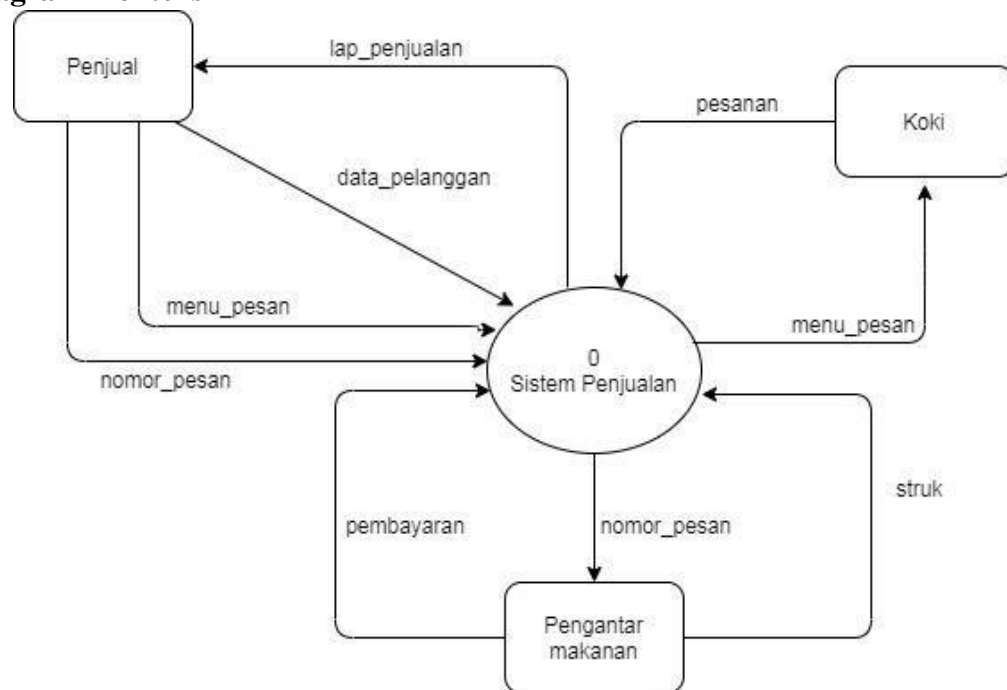 lap_penjualan
Penjual
pesanan
Koki
data_pelanggan
menu_pesan
menu_pesan
0
Sistem Penjualan
nomor_pesan
struk
pembayaran
nomor_pesan
Pengantar
makanan